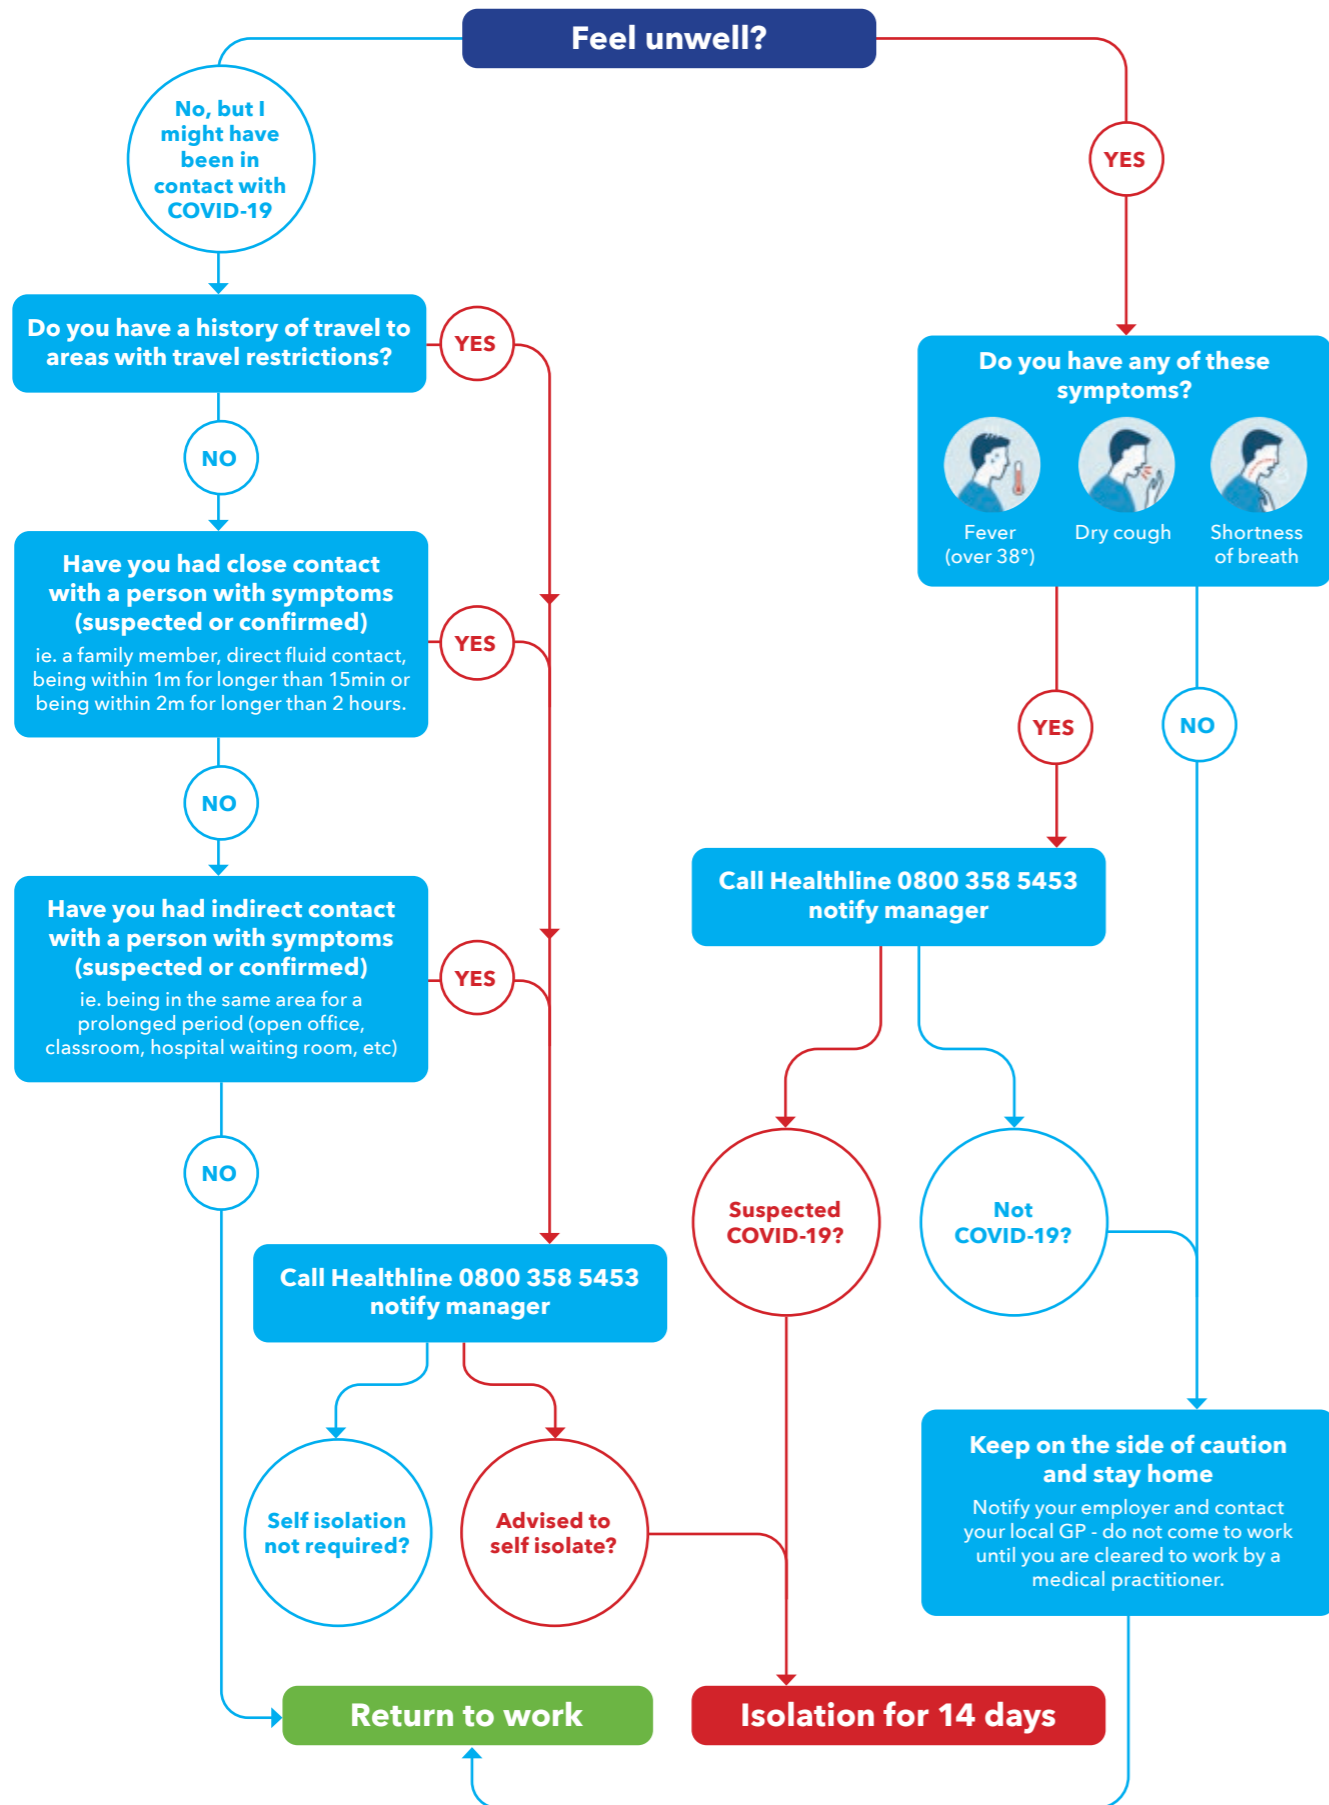 Feel unwell?
No, but I
might have
been in
contact with
COVID-19
YES
Do you have a history of travel to
areas with travel restrictions?
YES
NO
Do you have any of these
symptoms?
Fever
(over 38°)
Dry cough
Shortness
of breath
Have you had close contact
with a person with symptoms
(suspected or confirmed)
ie. a family member, direct fluid contact,
being within 1m for longer than 15min or
being within 2m for longer than 2 hours.
YES
YES
NO
NO
Call Healthline 0800 358 5453
notify manager
Have you had indirect contact
with a person with symptoms
(suspected or confirmed)
ie. being in the same area for a
prolonged period (open office,
classroom, hospital waiting room, etc)
YES
NO
Suspected
COVID-19?
Not
COVID-19?
Call Healthline 0800 358 5453
notify manager
Self isolation
not required?
Advised to
self isolate?
Keep on the side of caution
and stay home
Notify your employer and contact
your local GP - do not come to work
until you are cleared to work by a
medical practitioner.
Return to work
Isolation for 14 days